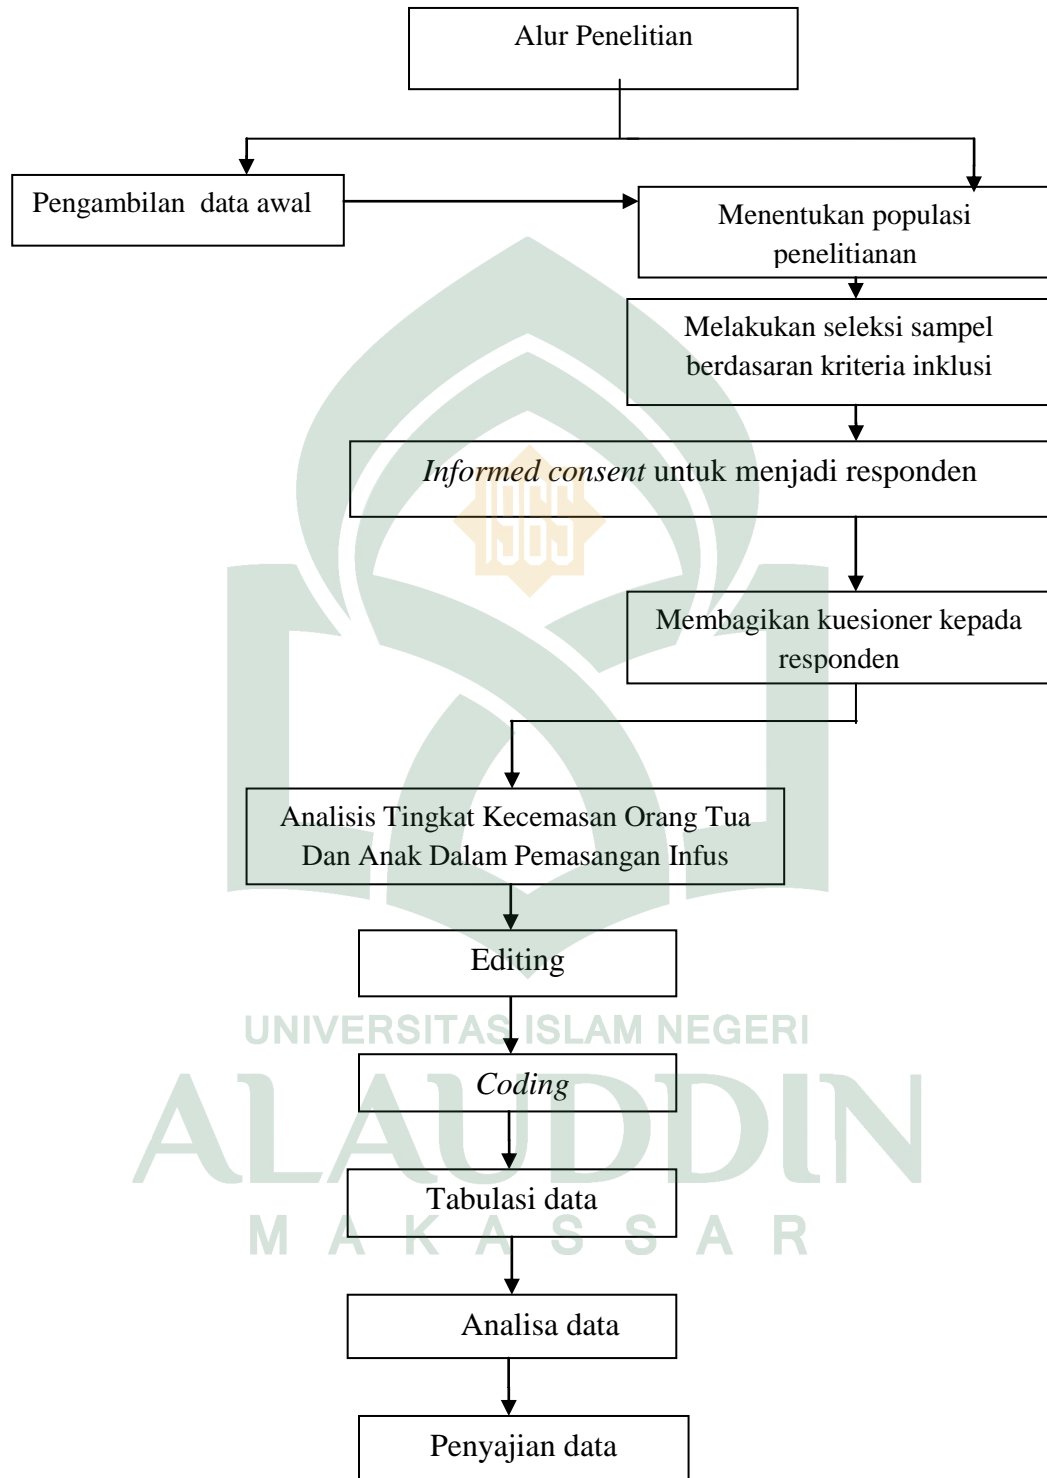 Alur Penelitian
Pengambilan data awal
Menentukan populasi
penelitianan
Melakukan seleksi sampel
berdasaran kriteria inklusi
Informed consent untuk menjadi responden
1965
Membagikan kuesioner kepada
responden
Analisis Tingkat Kecemasan Orang Tua
Dan Anak Dalam Pemasangan Infus
Editing
UNIVERSITAS ISLAM NEGERI
Coding
ALAUDDIN
Tabulasi data
MAKASSAR
Analisa data
Penyajian data